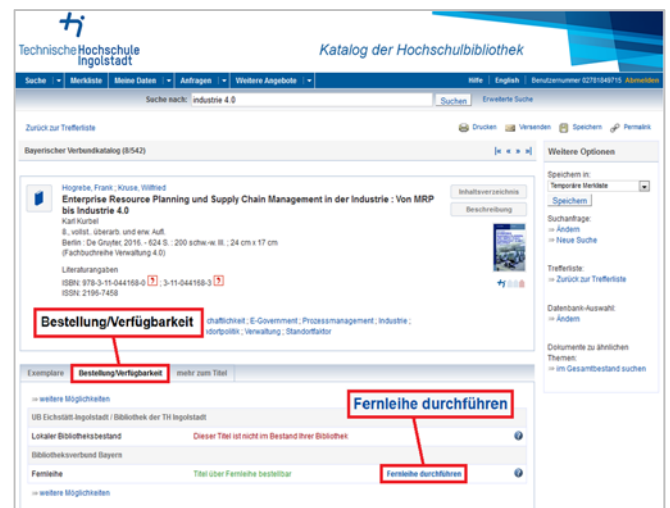 Technische Hochschule
Ingolstadt
Katalog der Hochschulbibliothek
Suche Merkliste Meine Daten Anfragen Weitere Angebote Hilfe English Benutzernummer 02781849715 Abmelden
Suche nach: industrie 4.0 Suchen Erweiterte Suche
Zurück zur Trefferliste Drucken Versenden Speichern Permalink
Bayerischer Verbundkatalog (8/542) Weitere Optionen
Hogrebe, Frank ; Kruse, Wilfried
Enterprise Resource Planning und Supply Chain Management in der Industrie : Von MRP
bis Industrie 4.0
Karl Kurbel
8., vollst. überarb. und erw. Aufl.
Berlin : De Gruyter, 2016. - 624 S. : 200 schw.-w. Ill. ; 24 cm x 17 cm
(Fachbuchreihe Verwaltung 4.0)
Literaturangaben
ISBN: 978-3-11-044168-0 ? ; 3-11-044168-3 ?
ISSN: 2196-7458
Inhaltsverzeichnis
Beschreibung
Speichern in:
Temporäre Merkliste
Speichern
Suchanfrage:
Ändern
Neue Suche
Trefferliste:
Zurück zur Trefferliste
Datenbank-Auswahl:
Ändern
Dokumente zu ähnlichen
Themen:
im Gesamtbestand suchen
Bestellung/Verfügbarkeit
chaftlichkeit ; E-Government ; Prozessmanagement ; Industrie ;
ndortpolitik ; Verwaltung ; Standortfaktor
Exemplare Bestellung/Verfügbarkeit mehr zum Titel
weitere Möglichkeiten
Fernleihe durchführen
UB Eichstätt-Ingolstadt / Bibliothek der TH Ingolstadt
Lokaler Bibliotheksbestand Dieser Titel ist nicht im Bestand Ihrer Bibliothek ?
Bibliotheksverbund Bayern
Fernleihe Titel über Fernleihe bestellbar Fernleihe durchführen ?
weitere Möglichkeiten